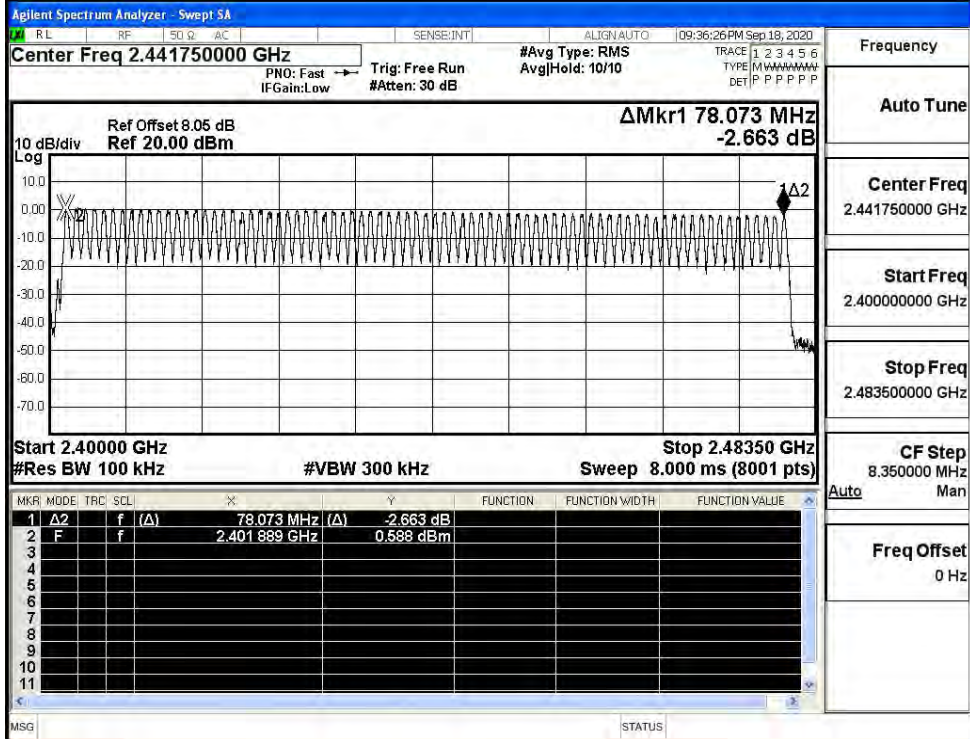 Agilent Spectrum Analyzer - Swept SA
RL RF 50 Ω AC SENSE:INT ALIGN AUTO 09:36:26 PM Sep 18, 2020
Center Freq 2.441750000 GHz
#Avg Type: RMS
TRACE 1 2 3 4 5 6
PNO: Fast
Trig: Free Run
Avg|Hold: 10/10
TYPE M WWWWW
IFGain:Low
#Atten: 30 dB
DET P P P P P P
ΔMkr1 78.073 MHz
-2.663 dB
Ref Offset 8.05 dB
10 dB/div Ref 20.00 dBm
Log
10.0
0.00
-10.0
-20.0
-30.0
-40.0
-50.0
-60.0
-70.0
2
1Δ2
Start 2.40000 GHz Stop 2.48350 GHz
#Res BW 100 kHz #VBW 300 kHz Sweep 8.000 ms (8001 pts)
MKR MODE TRC SCL X Y FUNCTION FUNCTION WIDTH FUNCTION VALUE
1 Δ2 f (Δ) 78.073 MHz (Δ) -2.663 dB
2 F f 2.401 889 GHz 0.588 dBm
3
4
5
6
7
8
9
10
11
MSG STATUS
Frequency
Auto Tune
Center Freq
2.441750000 GHz
Start Freq
2.400000000 GHz
Stop Freq
2.483500000 GHz
CF Step
8.350000 MHz
Auto Man
Freq Offset
0 Hz